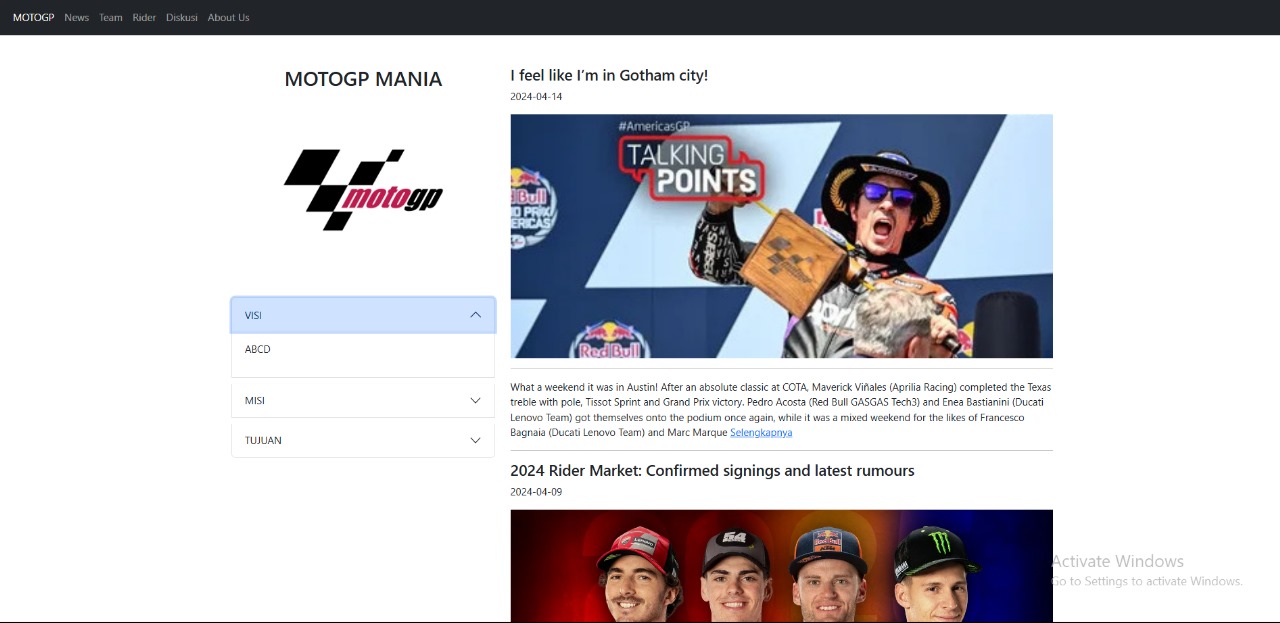 MOTOGP News Team Rider Diskusi About Us
MOTOGP MANIA
motogp
VISI
ABCD
MISI
TUJUAN
I feel like I’m in Gotham city!
2024-04-14
#AmericasGP
TALKING
POINTS
Red Bull
Red Bull
What a weekend it was in Austin! After an absolute classic at COTA, Maverick Viñales (Aprilia Racing) completed the Texas
treble with pole, Tissot Sprint and Grand Prix victory. Pedro Acosta (Red Bull GASGAS Tech3) and Enea Bastianini (Ducati
Lenovo Team) got themselves onto the podium once again, while it was a mixed weekend for the likes of Francesco
Bagnaia (Ducati Lenovo Team) and Marc Marque Selengkapnya
2024 Rider Market: Confirmed signings and latest rumours
2024-04-09
Activate Windows
Go to Settings to activate Windows.